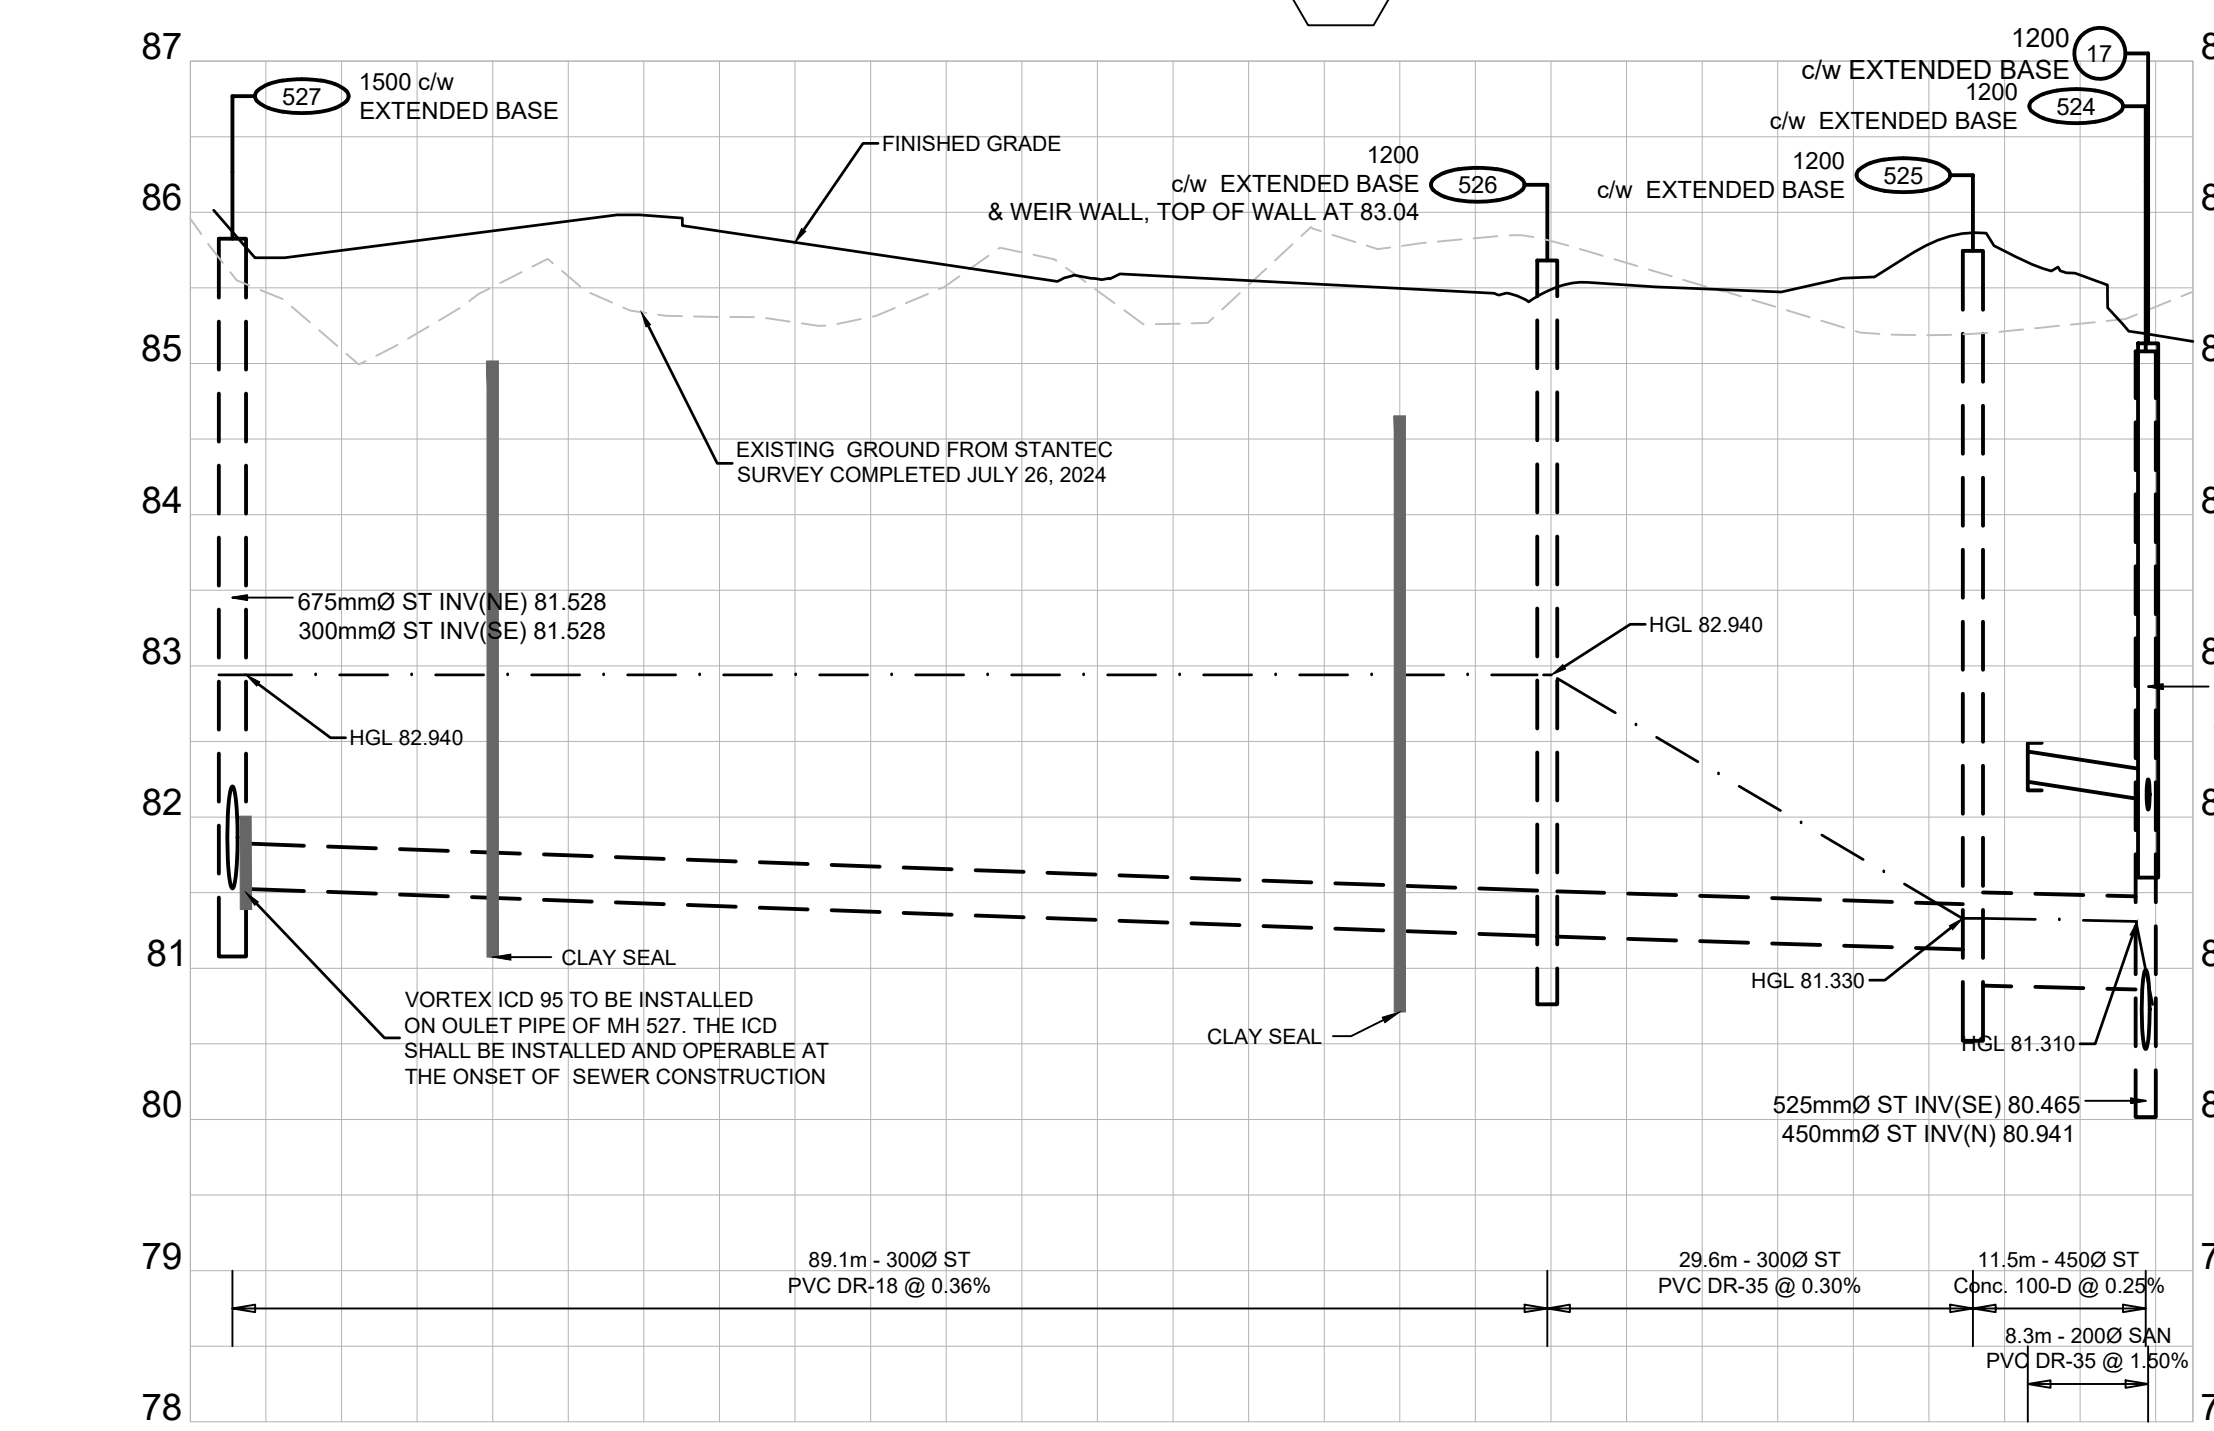 87
86
85
84
83
82
81
80
79
78
527
1500 c/w
EXTENDED BASE
FINISHED GRADE
1200
c/w EXTENDED BASE
& WEIR WALL, TOP OF WALL AT 83.04
526
1200
c/w EXTENDED BASE
525
1200
c/w EXTENDED BASE
17
1200
c/w EXTENDED BASE
524
EXISTING GROUND FROM STANTEC
SURVEY COMPLETED JULY 26, 2024
675mmØ ST INV(NE) 81.528
300mmØ ST INV(SE) 81.528
HGL 82.940
HGL 82.940
CLAY SEAL
VORTEX ICD 95 TO BE INSTALLED
ON OULET PIPE OF MH 527. THE ICD
SHALL BE INSTALLED AND OPERABLE AT
THE ONSET OF SEWER CONSTRUCTION
CLAY SEAL
HGL 81.330
HGL 81.310
525mmØ ST INV(SE) 80.465
450mmØ ST INV(N) 80.941
89.1m - 300Ø ST
PVC DR-18 @ 0.36%
29.6m - 300Ø ST
PVC DR-35 @ 0.30%
11.5m - 450Ø ST
Conc. 100-D @ 0.25%
8.3m - 200Ø SAN
PVC DR-35 @ 1.50%